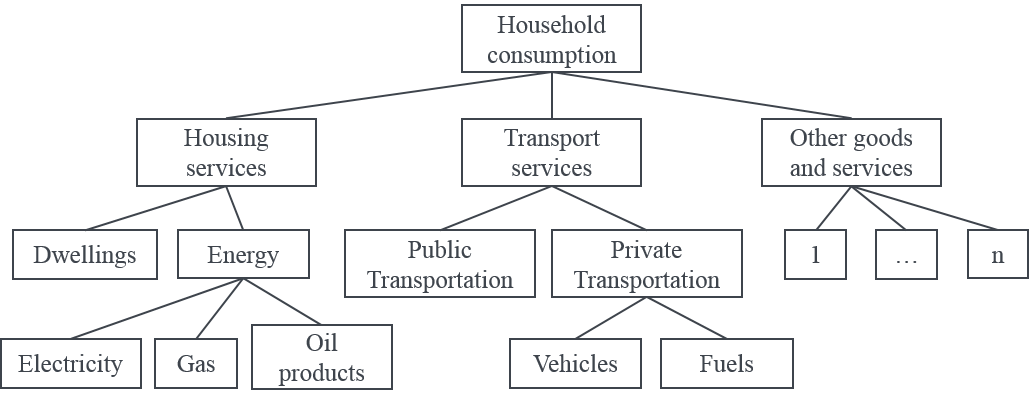 Household
consumption
Housing
services
Transport
services
Other goods
and services
Dwellings
Energy
Public
Transportation
Private
Transportation
1
…
n
Electricity
Gas
Oil
products
Vehicles
Fuels